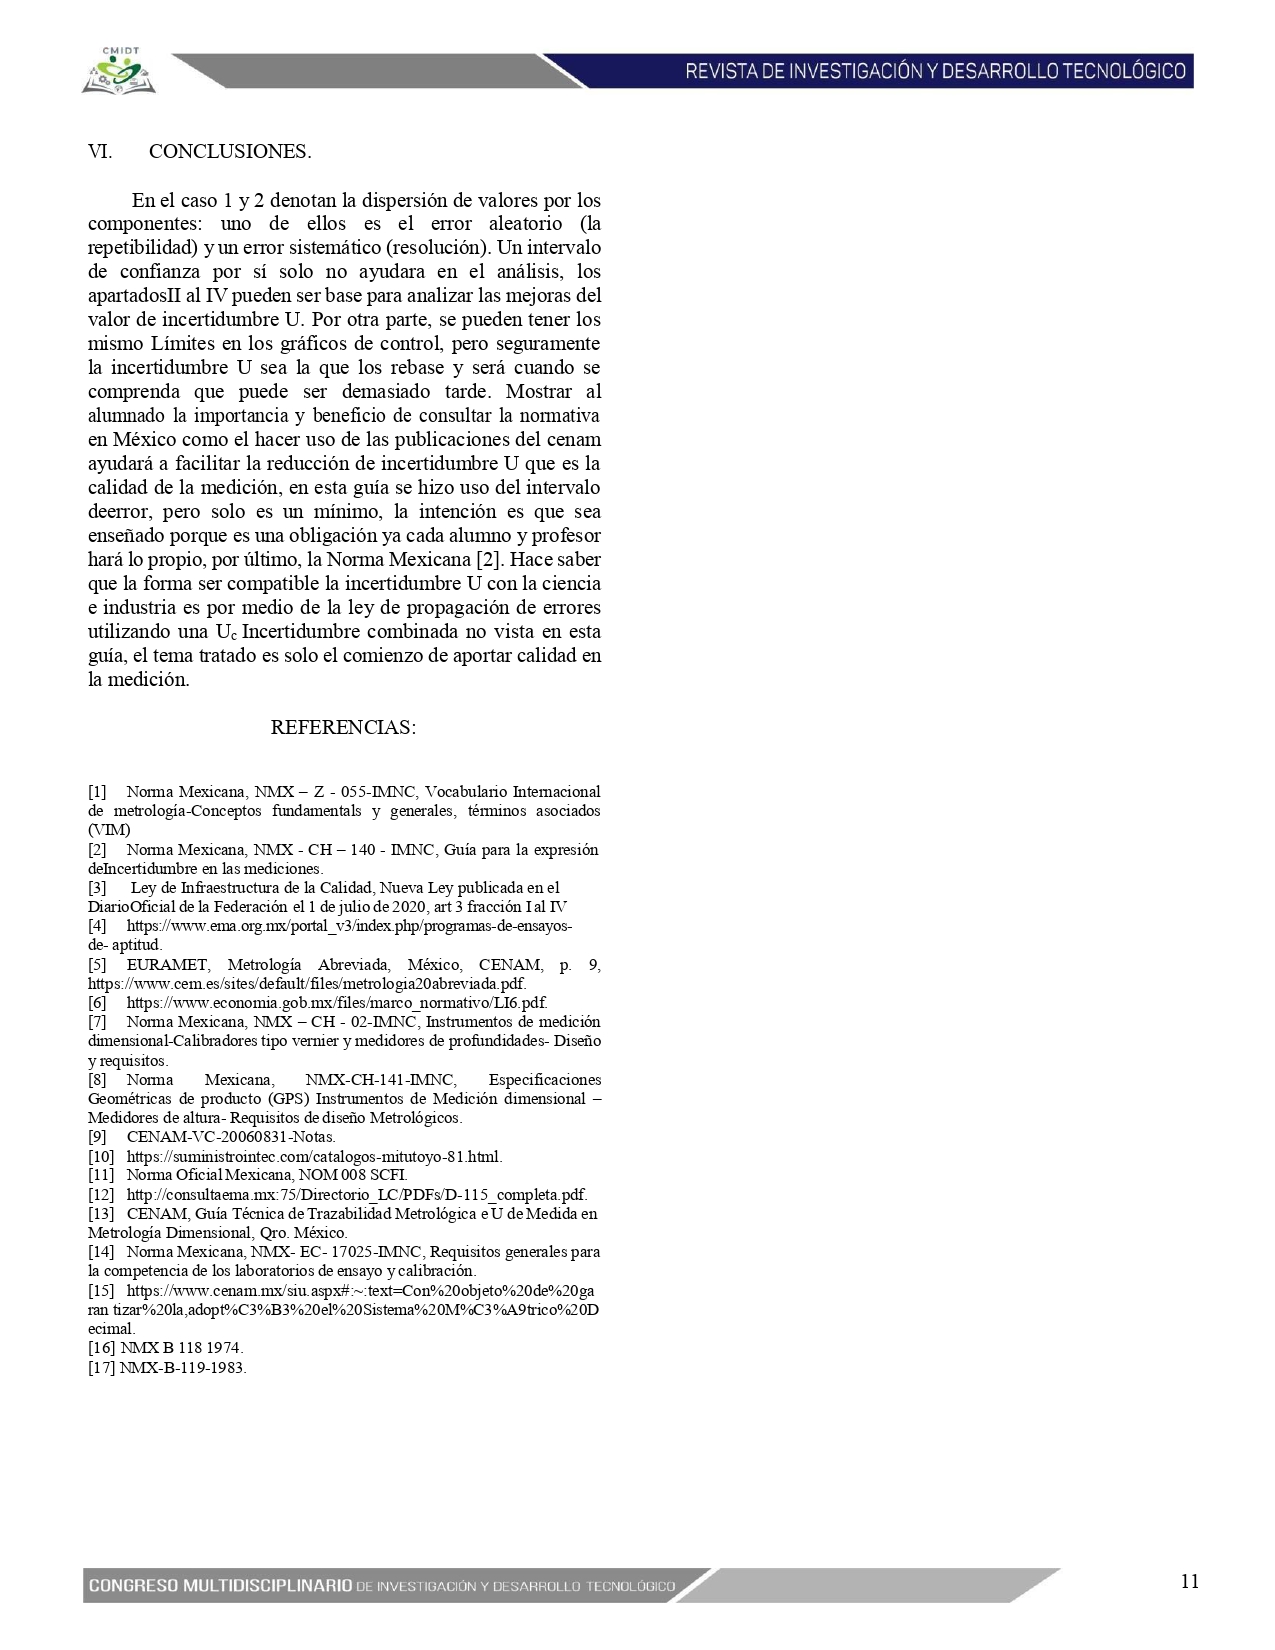 CMIDT
REVISTA DE INVESTIGACIÓN Y DESARROLLO TECNOLÓGICO
VI. CONCLUSIONES.
En el caso 1 y 2 denotan la dispersión de valores por los
componentes: uno de ellos es el error aleatorio (la
repetibilidad) y un error sistemático (resolución). Un intervalo
de confianza por sí solo no ayudara en el análisis, los
apartadosII al IV pueden ser base para analizar las mejoras del
valor de incertidumbre U. Por otra parte, se pueden tener los
mismo Límites en los gráficos de control, pero seguramente
la incertidumbre U sea la que los rebase y será cuando se
comprenda que puede ser demasiado tarde. Mostrar al
alumnado la importancia y beneficio de consultar la normativa
en México como el hacer uso de las publicaciones del cenam
ayudará a facilitar la reducción de incertidumbre U que es la
calidad de la medición, en esta guía se hizo uso del intervalo
deerror, pero solo es un mínimo, la intención es que sea
enseñado porque es una obligación ya cada alumno y profesor
hará lo propio, por último, la Norma Mexicana [2]. Hace saber
que la forma ser compatible la incertidumbre U con la ciencia
e industria es por medio de la ley de propagación de errores
utilizando una Uc Incertidumbre combinada no vista en esta
guía, el tema tratado es solo el comienzo de aportar calidad en
la medición.
REFERENCIAS:
[1] Norma Mexicana, NMX – Z - 055-IMNC, Vocabulario Internacional
de metrología-Conceptos fundamentals y generales, términos asociados
(VIM)
[2] Norma Mexicana, NMX - CH – 140 - IMNC, Guía para la expresión
deIncertidumbre en las mediciones.
[3] Ley de Infraestructura de la Calidad, Nueva Ley publicada en el
DiarioOficial de la Federación el 1 de julio de 2020, art 3 fracción I al IV
[4] https://www.ema.org.mx/portal_v3/index.php/programas-de-ensayos-
de- aptitud.
[5] EURAMET, Metrología Abreviada, México, CENAM, p. 9,
https://www.cem.es/sites/default/files/metrologia20abreviada.pdf.
[6] https://www.economia.gob.mx/files/marco_normativo/LI6.pdf.
[7] Norma Mexicana, NMX – CH - 02-IMNC, Instrumentos de medición
dimensional-Calibradores tipo vernier y medidores de profundidades- Diseño
y requisitos.
[8] Norma Mexicana, NMX-CH-141-IMNC, Especificaciones
Geométricas de producto (GPS) Instrumentos de Medición dimensional –
Medidores de altura- Requisitos de diseño Metrológicos.
[9] CENAM-VC-20060831-Notas.
[10] https://suministrointec.com/catalogos-mitutoyo-81.html.
[11] Norma Oficial Mexicana, NOM 008 SCFI.
[12] http://consultaema.mx:75/Directorio_LC/PDFs/D-115_completa.pdf.
[13] CENAM, Guía Técnica de Trazabilidad Metrológica e U de Medida en
Metrología Dimensional, Qro. México.
[14] Norma Mexicana, NMX- EC- 17025-IMNC, Requisitos generales para
la competencia de los laboratorios de ensayo y calibración.
[15] https://www.cenam.mx/siu.aspx#:~:text=Con%20objeto%20de%20ga
ran tizar%20la,adopt%C3%B3%20el%20Sistema%20M%C3%A9trico%20D
ecimal.
[16] NMX B 118 1974.
[17] NMX-B-119-1983.
CONGRESO MULTIDISCIPLINARIO DE INVESTIGACIÓN Y DESARROLLO TECNOLÓGICO
11